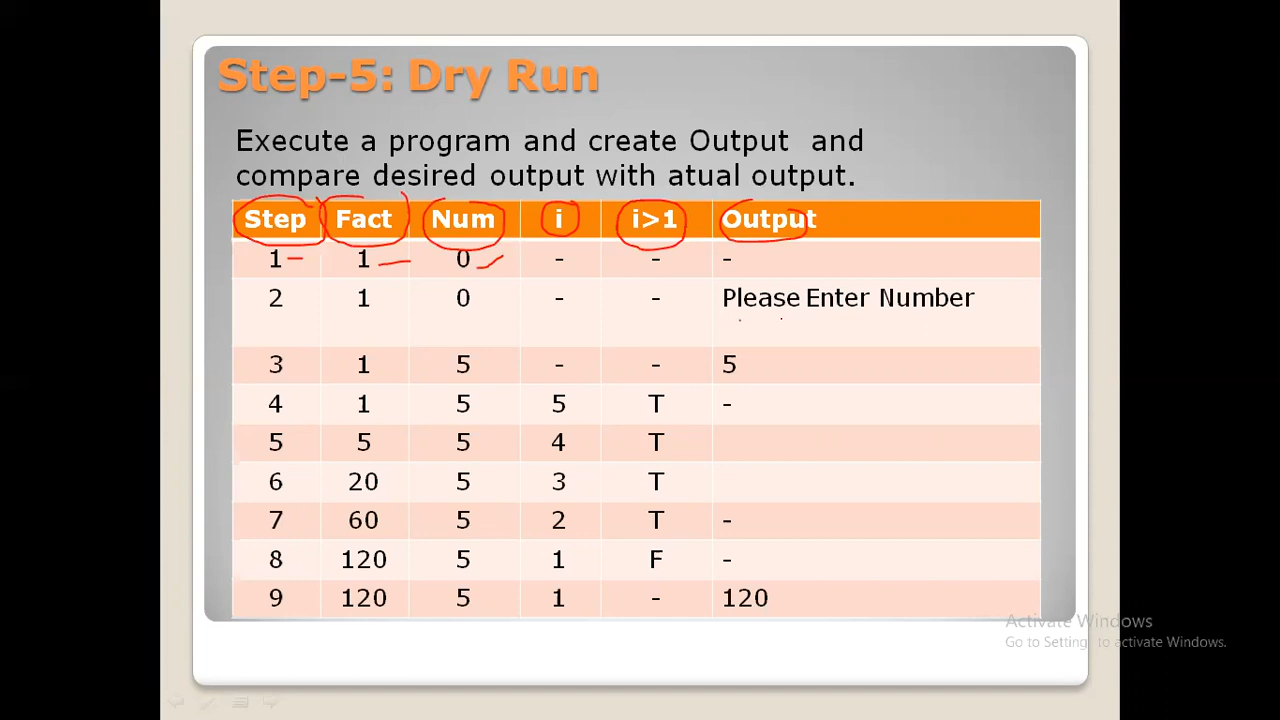 Step-5: Dry Run
Execute a program and create Output and
compare desired output with atual output.
Step Fact Num i i>1 Output
1 1 0 - - -
2 1 0 - - Please Enter Number
3 1 5 - - 5
4 1 5 5 T -
5 5 5 4 T
6 20 5 3 T
7 60 5 2 T -
8 120 5 1 F -
9 120 5 1 - 120
Activate Windows
Go to Settings to activate Windows.